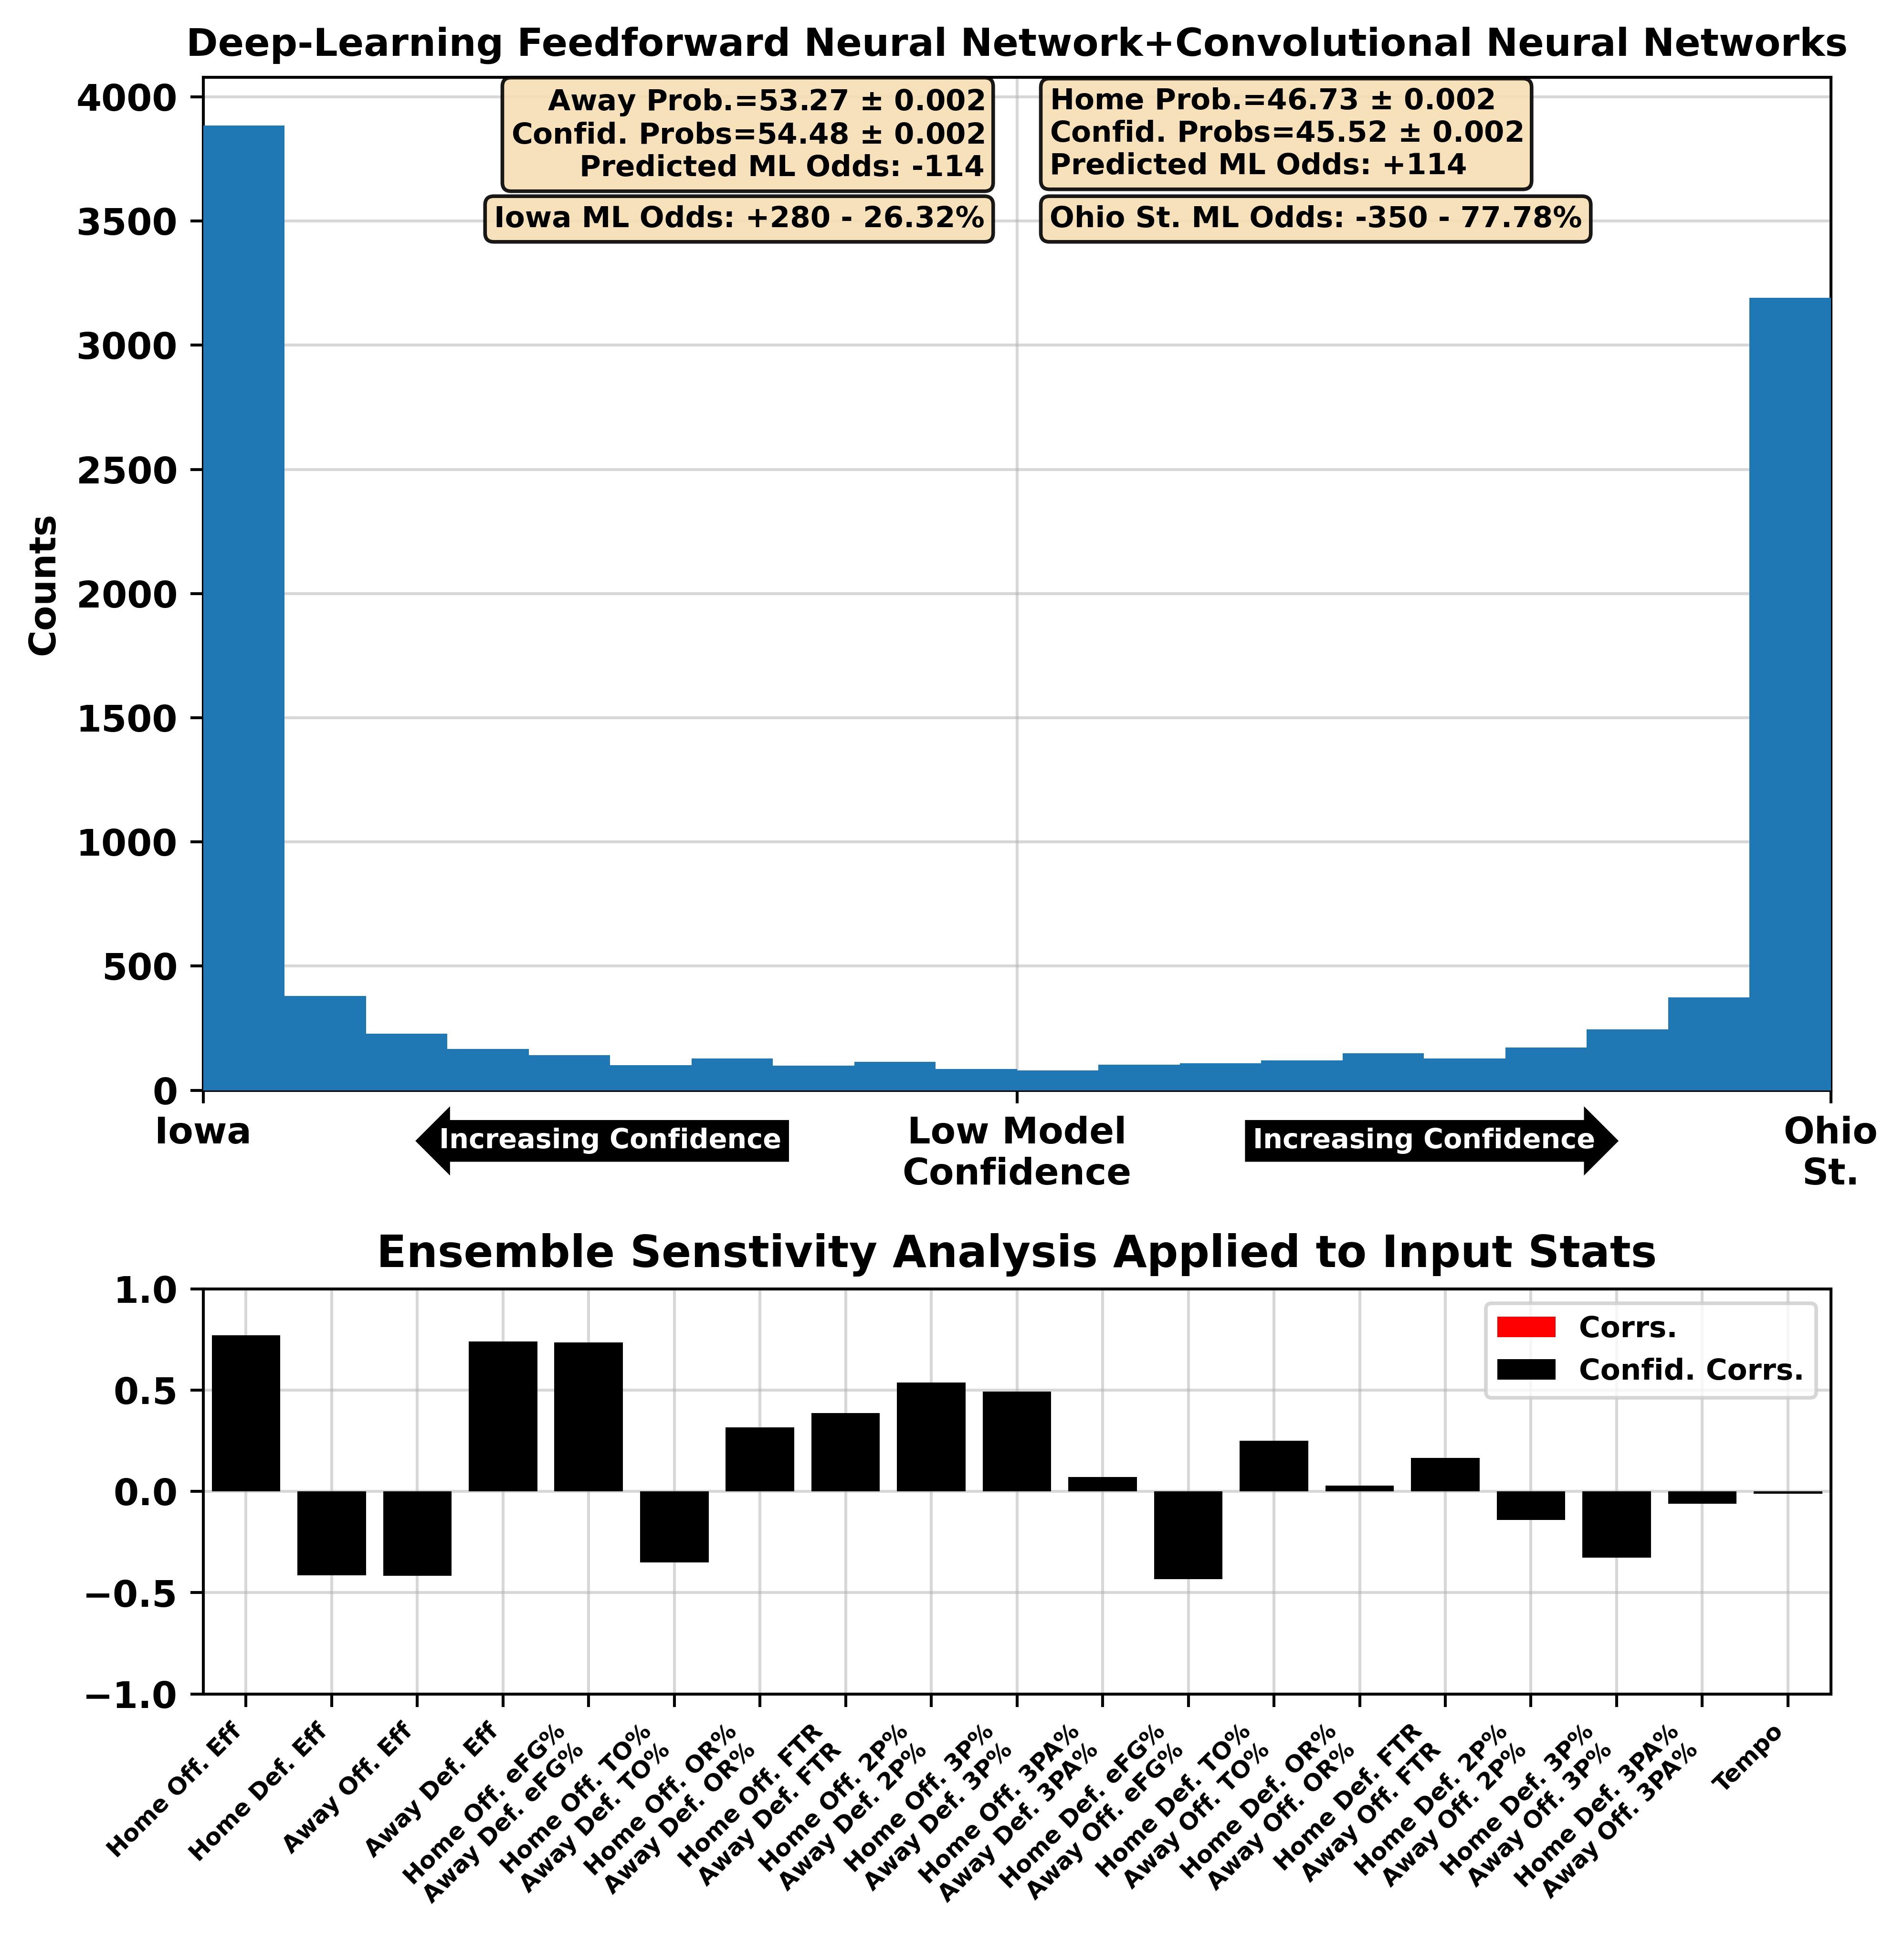 Deep-Learning Feedforward Neural Network+Convolutional Neural Networks
Away Prob.=53.27 ± 0.002
Confid. Probs=54.48 ± 0.002
Predicted ML Odds: -114
Iowa ML Odds: +280 - 26.32%
Home Prob.=46.73 ± 0.002
Confid. Probs=45.52 ± 0.002
Predicted ML Odds: +114
Ohio St. ML Odds: -350 - 77.78%
Counts
4000
3500
3000
2500
2000
1500
1000
500
0
Iowa
Increasing Confidence
Low Model
Confidence
Increasing Confidence
Ohio
St.
Ensemble Senstivity Analysis Applied to Input Stats
1.0
0.5
0.0
−0.5
−1.0
Corrs.
Confid. Corrs.
Home Off. Eff
Home Def. Eff
Away Off. Eff
Away Def. Eff
Home Off. eFG%
Away Def. eFG%
Home Off. TO%
Away Def. TO%
Home Off. OR%
Away Def. OR%
Home Off. FTR
Away Def. FTR
Home Off. 2P%
Away Def. 2P%
Home Off. 3P%
Away Def. 3P%
Home Off. 3PA%
Away Def. 3PA%
Home Def. eFG%
Away Off. eFG%
Home Def. TO%
Away Off. TO%
Home Def. OR%
Away Off. OR%
Home Def. FTR
Away Off. FTR
Home Def. 2P%
Away Off. 2P%
Home Def. 3P%
Away Off. 3P%
Home Def. 3PA%
Away Off. 3PA%
Tempo